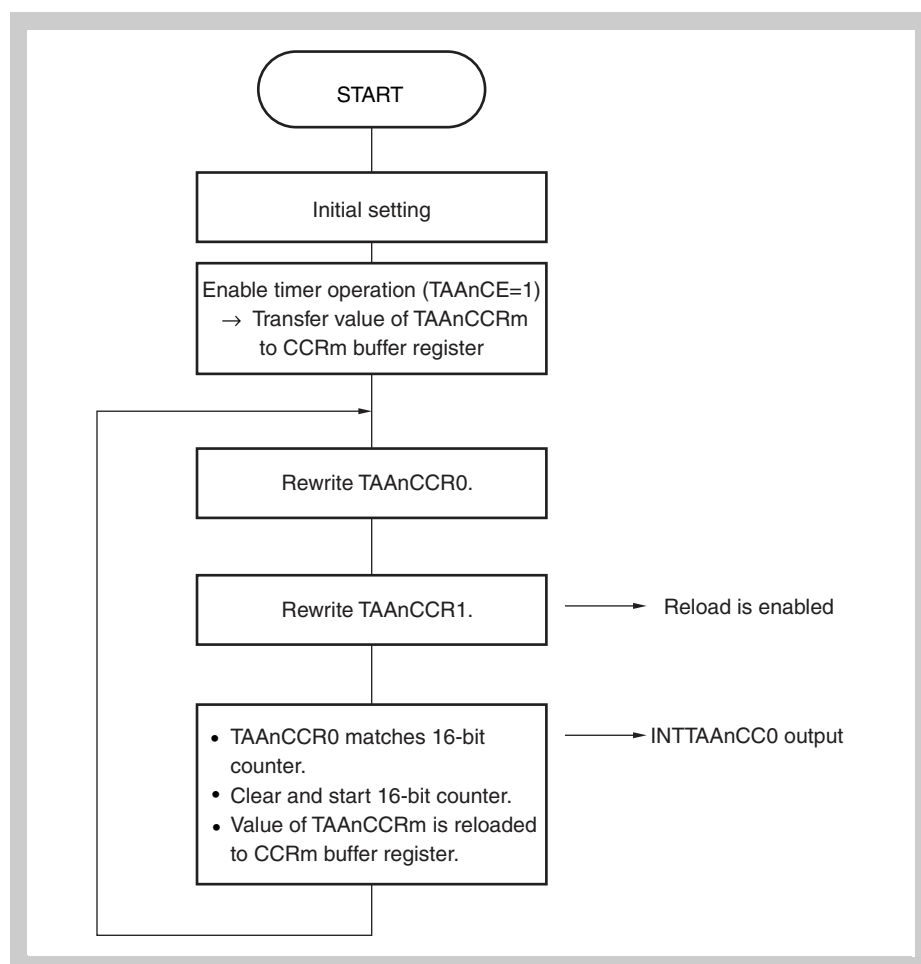 START
Initial setting
Enable timer operation (TAAnCE=1)
→ Transfer value of TAAnCCRm
to CCRm buffer register
Rewrite TAAnCCR0.
Rewrite TAAnCCR1.
Reload is enabled
• TAAnCCR0 matches 16-bit
counter.
• Clear and start 16-bit counter.
• Value of TAAnCCRm is reloaded
to CCRm buffer register.
INTTAAnCC0 output